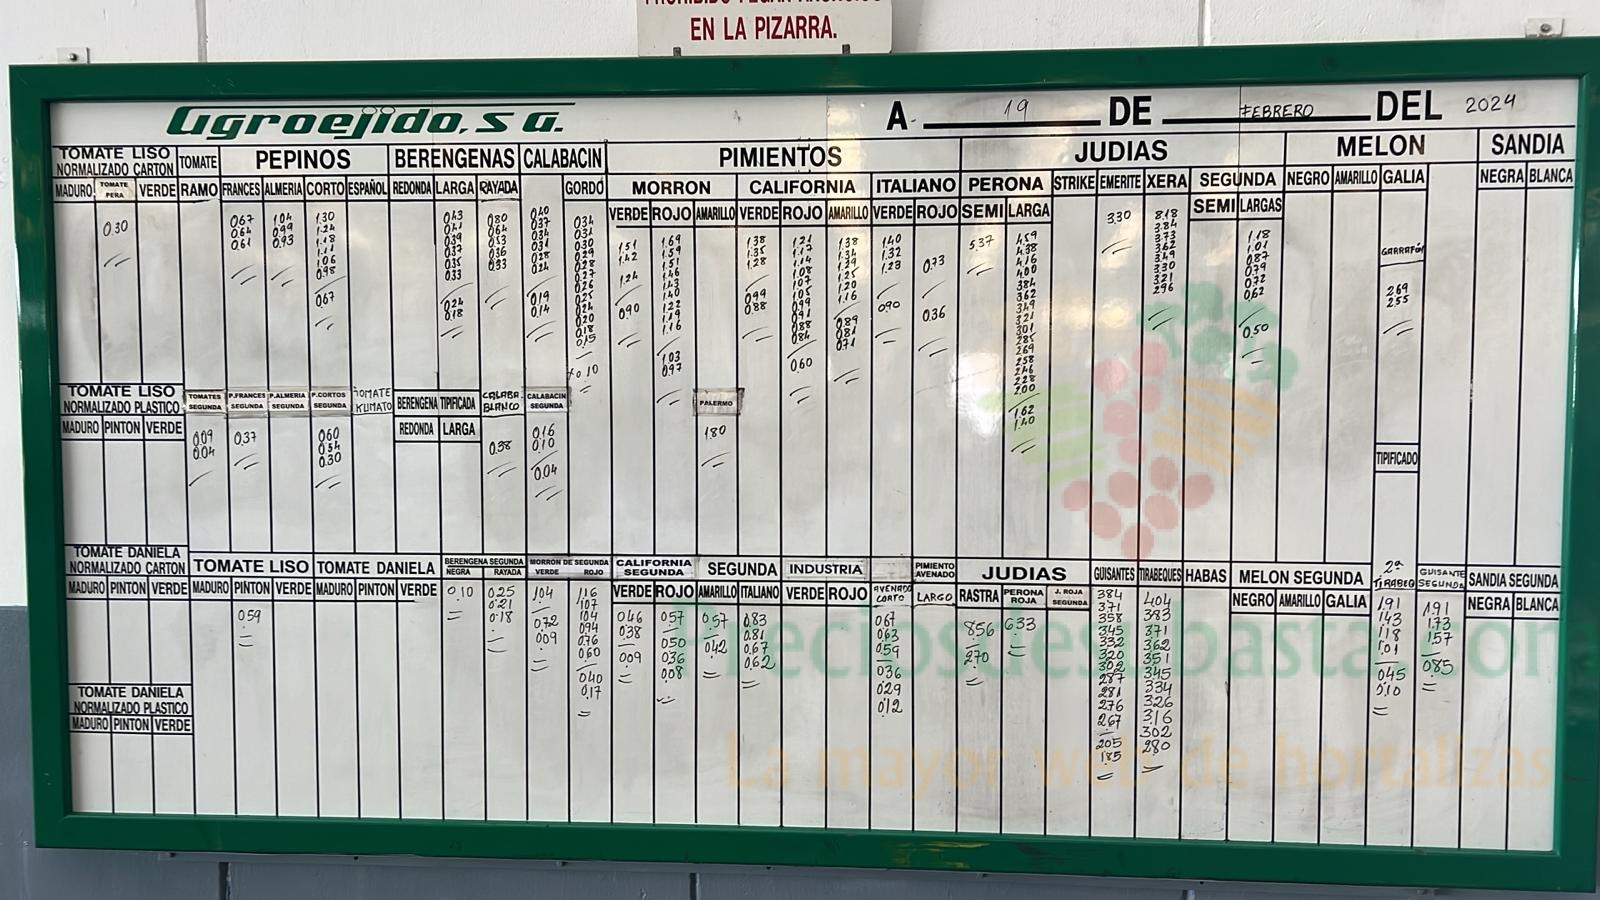 EN LA PIZARRA.
Agroejido, S.A.
A 19 DE FEBRERO DEL 2024
TOMATE LISO NORMALIZADO CARTON TOMATE PEPINOS BERENGENAS CALABACIN PIMIENTOS JUDIAS MELON SANDIA
MORRON CALIFORNIA ITALIANO PERONA STRIKE EMERITE XERA SEGUNDA NEGRO AMARILLO GALIA NEGRA BLANCA
MADURO TOMATE PERA VERDE RAMO FRANCES ALMERIA CORTO ESPAÑOL REDONDA LARGA RAYADA GORDO
VERDE ROJO AMARILLO VERDE ROJO AMARILLO VERDE ROJO SEMI LARGA SEMI LARGAS
0.30
0.67 0.64 0.61
1.04 0.99 0.93
1.30 1.24 1.18 1.11 1.06 0.98 0.67
0.43 0.41 0.39 0.37 0.35 0.33 0.24 0.18
0.80 0.64 0.53 0.36 0.33
0.40 0.37 0.34 0.31 0.28 0.24 0.19 0.14
0.34 0.31 0.30 0.29 0.28 0.27 0.26 0.25 0.24 0.20 0.18 0.15 0.10
1.51 1.42 1.24 0.90
1.69 1.59 1.51 1.46 1.43 1.40 1.22 1.19 1.16 1.03 0.97
1.38 1.35 1.28 0.99 0.88
1.21 1.17 1.14 1.08 1.07 1.05 0.99 0.91 0.88 0.84 0.60
1.38 1.34 1.29 1.25 1.20 1.16 0.89 0.81 0.71
1.40 1.32 1.23 0.90
0.73 0.36
5.37
4.59 4.38 4.16 4.00 3.84 3.62 3.49 3.21 3.01 2.85 2.69 2.58 2.46 2.28 2.00 1.62 1.40
3.30
8.18 3.84 3.73 3.62 3.49 3.30 3.21 2.96
1.18 1.01 0.87 0.79 0.72 0.62 0.50
GARRAFON
2.69 2.55
TIPIFICADO
TOMATE LISO NORMALIZADO PLASTICO TOMATES SEGUNDA P.FRANCES SEGUNDA P.ALMERIA SEGUNDA P.CORTOS SEGUNDA TOMATE KUMATO BERENGENA TIPIFICADA CALABA. BLANCO CALABACIN SEGUNDA PALERMO
MADURO PINTON VERDE REDONDA LARGA
0.09 0.04
0.37
0.60 0.54 0.30
0.38
0.16 0.10 0.04
1.80
TOMATE DANIELA NORMALIZADO CARTON TOMATE LISO TOMATE DANIELA BERENGENA SEGUNDA MORRON DE SEGUNDA CALIFORNIA SEGUNDA SEGUNDA INDUSTRIA PIMIENTO AVENADO JUDIAS GUISANTES TIRABEQUES HABAS MELON SEGUNDA 2ª TIRABEQ GUISANTE SEGUNDA SANDIA SEGUNDA
MADURO PINTON VERDE MADURO PINTON VERDE MADURO PINTON VERDE NEGRA RAYADA VERDE ROJO VERDE ROJO AMARILLO ITALIANO VERDE ROJO AVENADO CORTO LARGO RASTRA PERONA ROJA J. ROJA SEGUNDA NEGRO AMARILLO GALIA NEGRA BLANCA
0.59
0.10
0.25 0.21 0.18
1.04 0.72 0.09
1.16 1.07 1.04 0.94 0.76 0.60 0.40 0.17
0.46 0.38 0.09
0.57 0.50 0.36 0.08
0.57 0.42
0.83 0.81 0.67 0.62
0.67 0.63 0.59 0.36 0.29 0.12
8.56 2.70
6.33
3.84 3.71 3.58 3.45 3.32 3.20 3.02 2.87 2.81 2.76 2.67 2.05 1.85
4.04 3.83 3.71 3.62 3.51 3.45 3.34 3.26 3.16 3.02 2.80
1.91 1.43 1.18 1.01 0.45 0.10
1.91 1.73 1.57 0.85
TOMATE DANIELA NORMALIZADO PLASTICO
MADURO PINTON VERDE
Preciosdesubasta.com
La mayor web de hortalizas